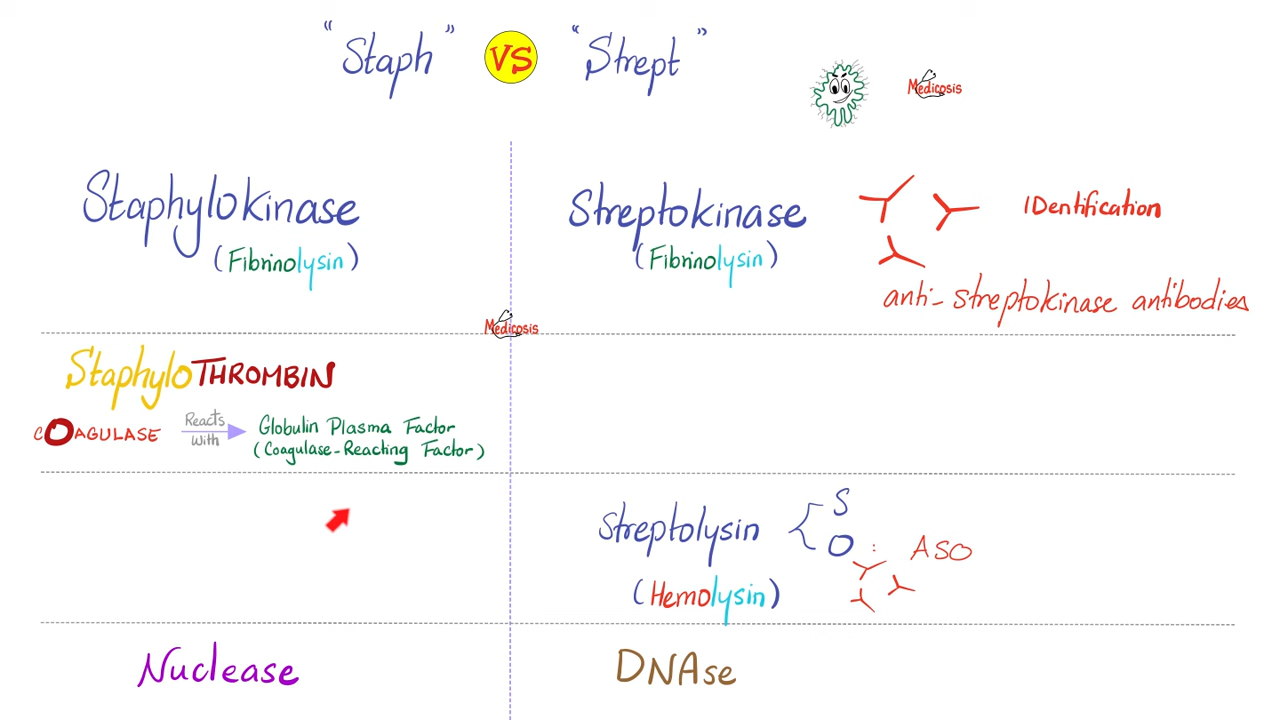 "Staph" VS "Strept"
Medicosis
Staphylokinase
(Fibrinolysin)
Streptokinase
(Fibrinolysin)
IDentification
anti-streptokinase antibodies
Medicosis
StaphyloTHROMBIN
COAGULASE Reacts With Globulin Plasma Factor
(Coagulase-Reacting Factor)
Streptolysin S
O : ASO
(Hemolysin)
Nuclease
DNAse